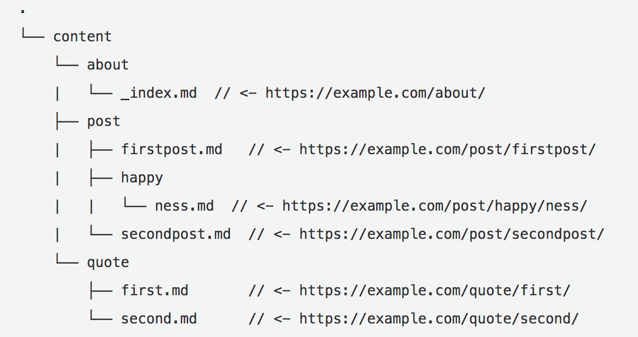 .
└── content
    └── about
    |   └── _index.md  // <- https://example.com/about/
    ├── post
    |   ├── firstpost.md   // <- https://example.com/post/firstpost/
    |   ├── happy
    |   |   └── ness.md  // <- https://example.com/post/happy/ness/
    |   └── secondpost.md  // <- https://example.com/post/secondpost/
    └── quote
        ├── first.md       // <- https://example.com/quote/first/
        └── second.md      // <- https://example.com/quote/second/